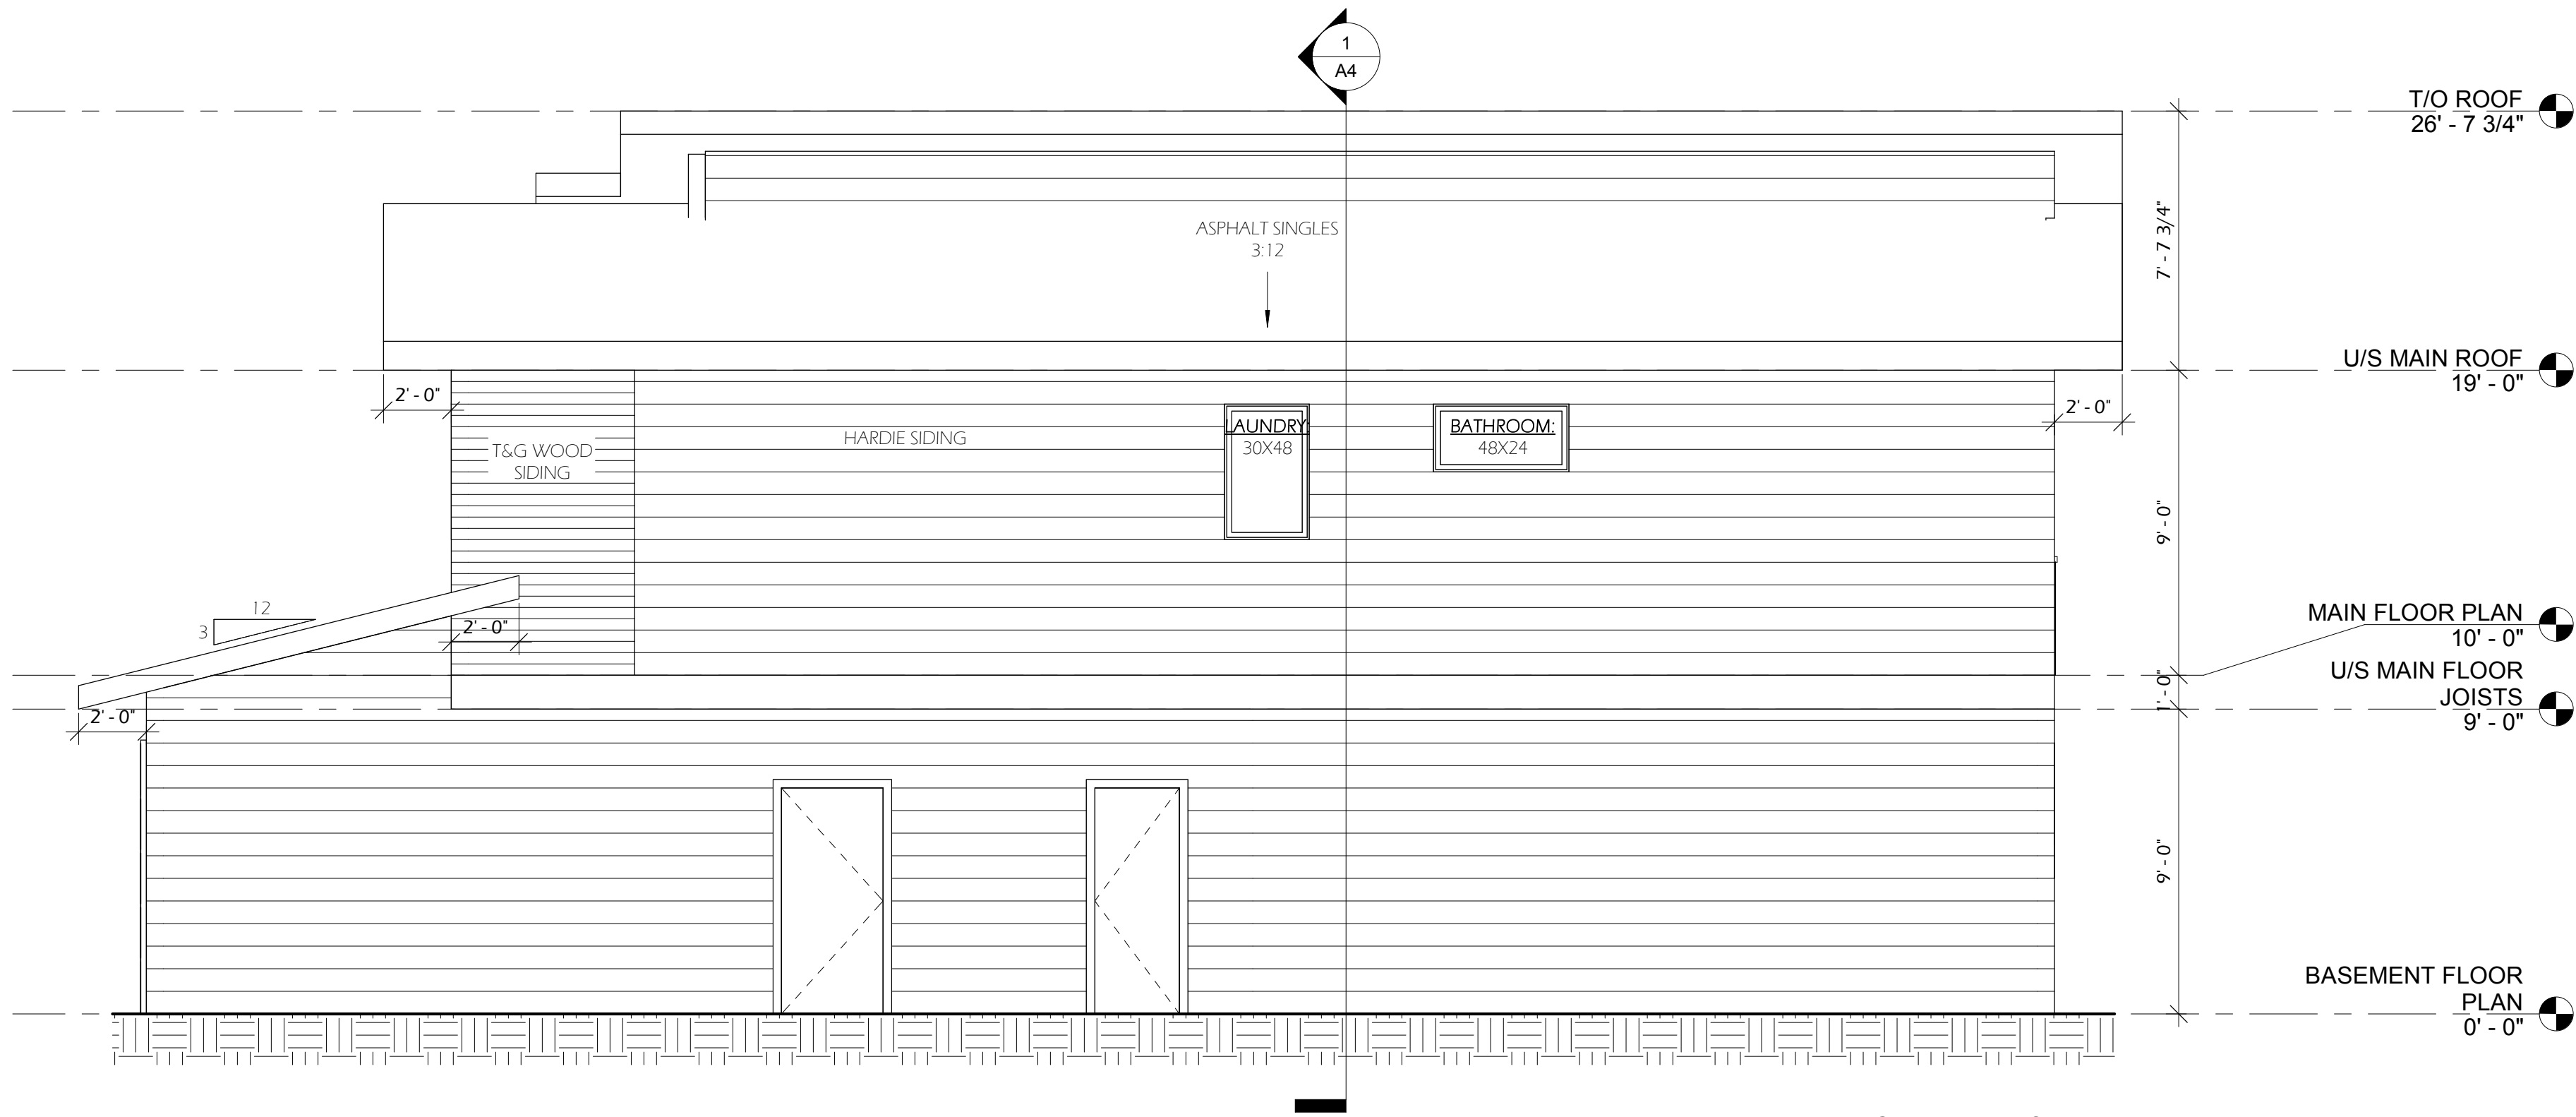 1
A4
T/O ROOF
26' - 7 3/4"
7' - 7 3/4"
ASPHALT SINGLES
3:12
U/S MAIN ROOF
19' - 0"
2' - 0"
2' - 0"
T&G WOOD
SIDING
HARDIE SIDING
LAUNDRY:
30X48
BATHROOM:
48X24
9' - 0"
12
3
2' - 0"
MAIN FLOOR PLAN
10' - 0"
U/S MAIN FLOOR
JOISTS
9' - 0"
1' - 0"
2' - 0"
9' - 0"
BASEMENT FLOOR
PLAN
0' - 0"